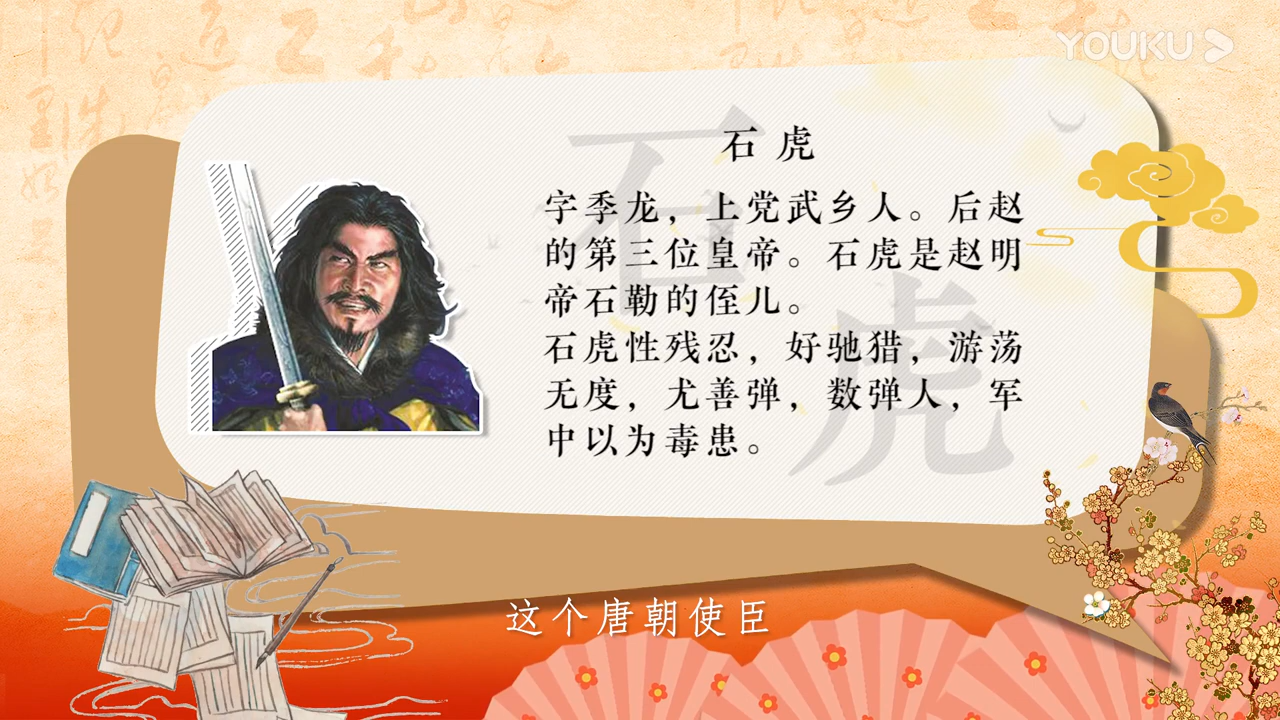 YOUKU
石虎
字季龙，上党武乡人。后赵
的第三位皇帝。石虎是赵明
帝石勒的侄儿。
石虎性残忍，好驰猎，游荡
无度，尤善弹，数弹人，军
中以为毒患。
石虎
这个唐朝使臣